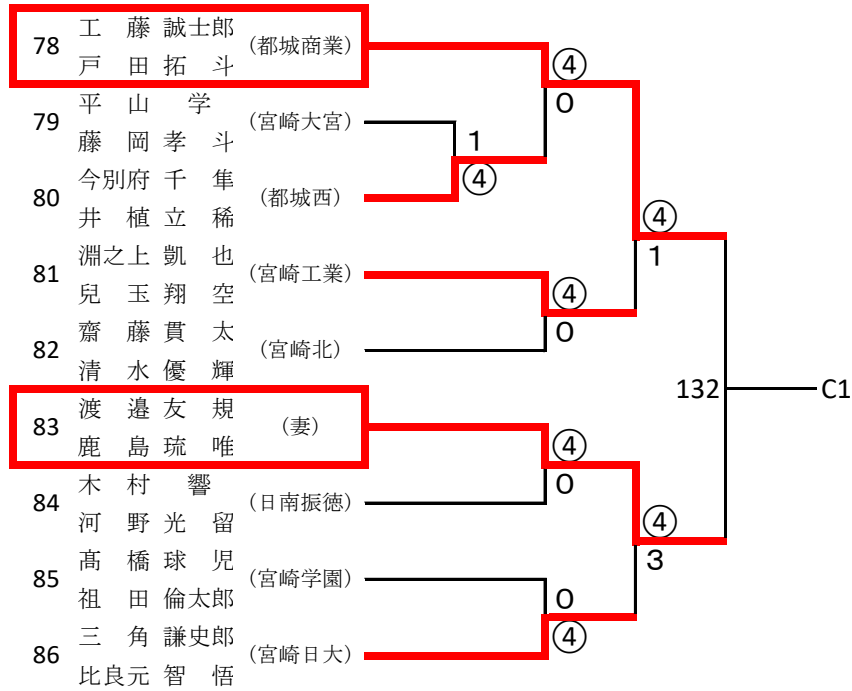 78 工藤 誠士郎 (都城商業)
戸田 拓斗
④
0
79 平山 学 (宮崎大宮)
藤岡 孝斗
1
④
80 今別府 千隼 (都城西)
井植 立稀
④
1
81 淵之上 凱也 (宮崎工業)
兒玉 翔空
④
0
82 齋藤 貫太 (宮崎北)
清水 優輝
132 C1
83 渡邉 友規 (妻)
鹿島 琉唯
④
0
84 木村 響 (日南振徳)
河野 光留
④
3
85 髙橋 球児 (宮崎学園)
祖田 倫太郎
0
④
86 三角 謙史郎 (宮崎日大)
比良元 智悟